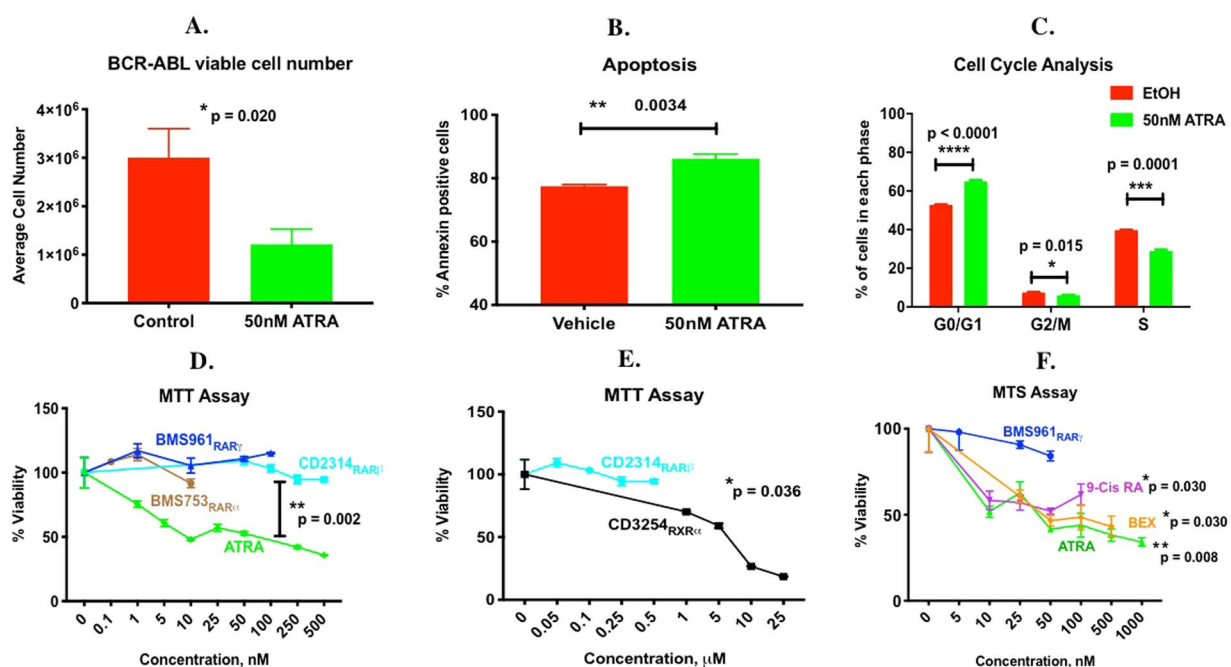 A.
BCR-ABL viable cell number
Average Cell Number
4×10⁶
3×10⁶
2×10⁶
1×10⁶
0
*
p = 0.020
Control
50nM ATRA
B.
Apoptosis
% Annexin positive cells
100
80
60
40
** 0.0034
Vehicle
50nM ATRA
C.
Cell Cycle Analysis
EtOH
50nM ATRA
% of cells in each phase
100
80
60
40
20
0
p < 0.0001
****
p = 0.015
*
p = 0.0001
***
G0/G1
G2/M
S
D.
MTT Assay
% Viability
150
100
50
0
BMS961RARγ
CD2314RARβ
BMS753RARα
ATRA
**
p = 0.002
0
0.1
1
10
25
50
100
250
500
Concentration, nM
E.
MTT Assay
% Viability
150
100
50
0
CD2314RARβ
CD3254RXRα
*p = 0.036
0
0.05
0.1
0.25
0.5
1
5
10
25
Concentration, μM
F.
MTS Assay
% Viability
100
50
0
BMS961RARγ
9-Cis RA
*p = 0.030
BEX
*p = 0.030
ATRA
**
p = 0.008
0
5
10
25
50
100
500
1000
Concentration, nM